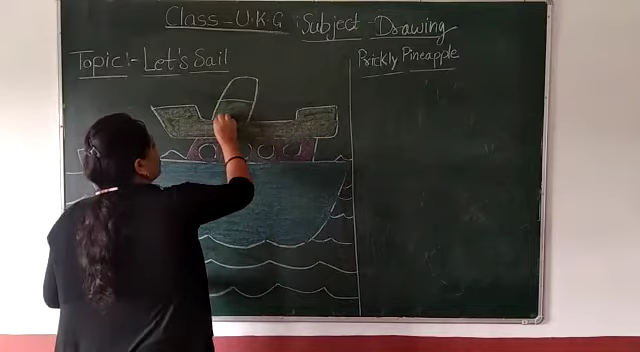 Class - U.K.G : Subject - Drawing
Topic:- Let's Sail
Prickly Pineapple